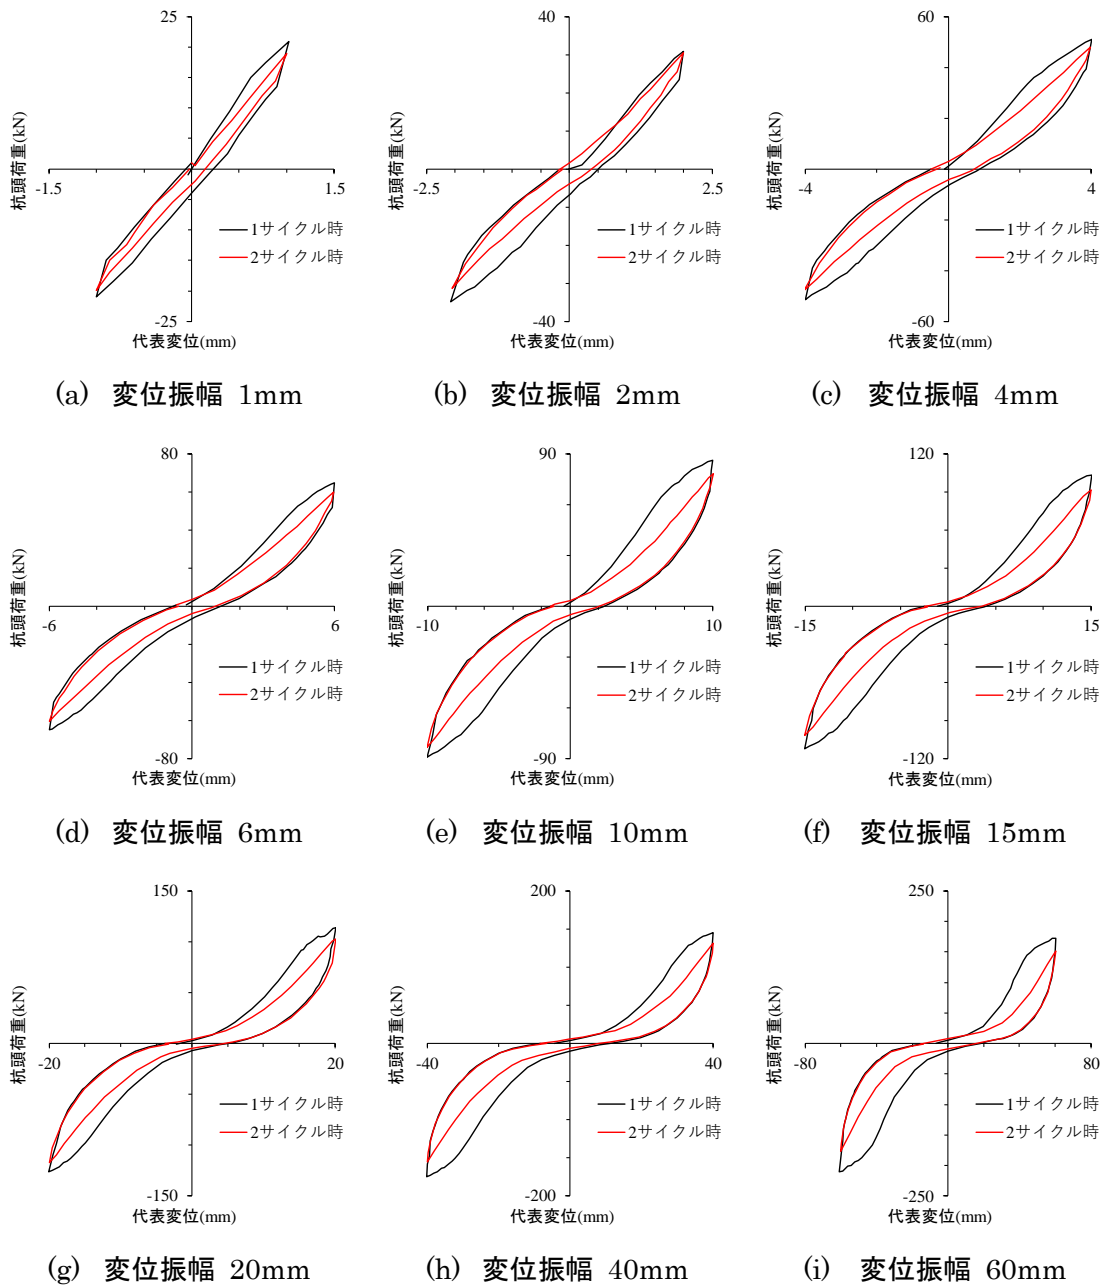 25
杭頭荷重(kN)
-1.5
1.5
1サイクル時
2サイクル時
-25
代表変位(mm)
(a) 変位振幅 1mm
40
杭頭荷重(kN)
-2.5
2.5
1サイクル時
2サイクル時
-40
代表変位(mm)
(b) 変位振幅 2mm
60
杭頭荷重(kN)
-4
4
1サイクル時
2サイクル時
-60
代表変位(mm)
(c) 変位振幅 4mm
80
杭頭荷重(kN)
-6
6
1サイクル時
2サイクル時
-80
代表変位(mm)
(d) 変位振幅 6mm
90
杭頭荷重(kN)
-10
10
1サイクル時
2サイクル時
-90
代表変位(mm)
(e) 変位振幅 10mm
120
杭頭荷重(kN)
-15
15
1サイクル時
2サイクル時
-120
代表変位(mm)
(f) 変位振幅 15mm
150
杭頭荷重(kN)
-20
20
1サイクル時
2サイクル時
-150
代表変位(mm)
(g) 変位振幅 20mm
200
杭頭荷重(kN)
-40
40
1サイクル時
2サイクル時
-200
代表変位(mm)
(h) 変位振幅 40mm
250
杭頭荷重(kN)
-80
80
1サイクル時
2サイクル時
-250
代表変位(mm)
(i) 変位振幅 60mm